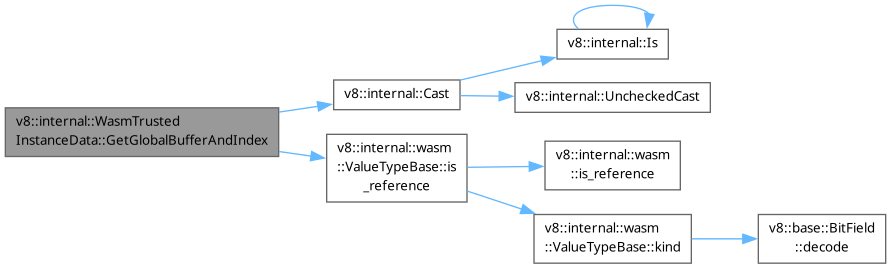 v8::internal::WasmTrusted
InstanceData::GetGlobalBufferAndIndex
v8::internal::Cast
v8::internal::Is
v8::internal::UncheckedCast
v8::internal::wasm
::ValueTypeBase::is
_reference
v8::internal::wasm
::is_reference
v8::internal::wasm
::ValueTypeBase::kind
v8::base::BitField
::decode